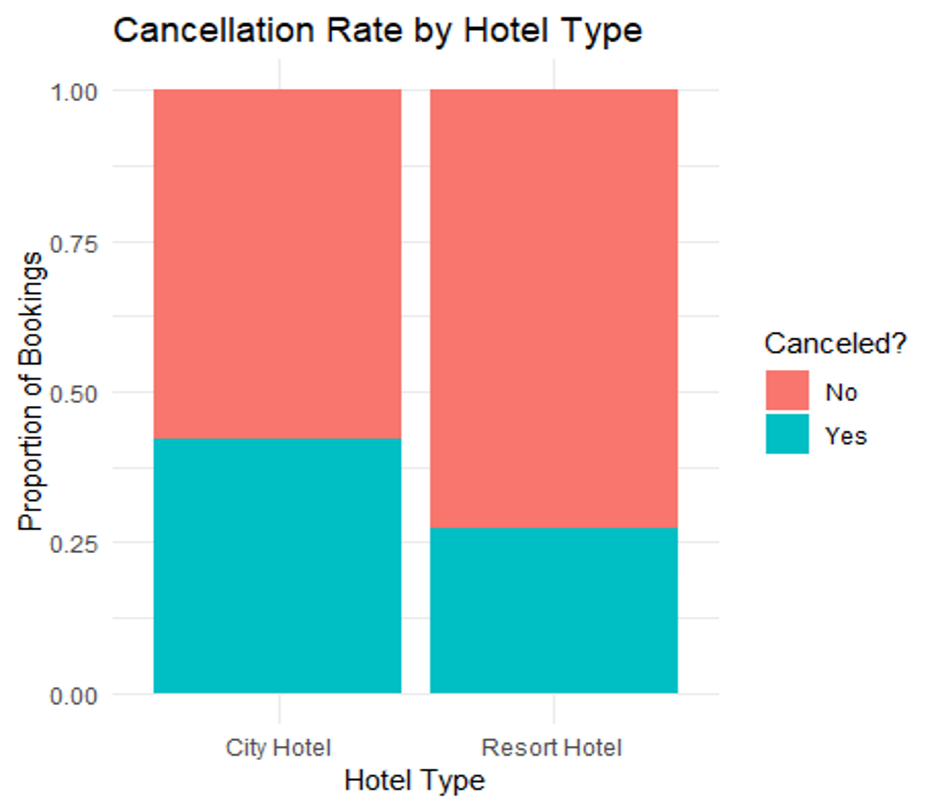 Cancellation Rate by Hotel Type
Proportion of Bookings
1.00
0.75
0.50
0.25
0.00
City Hotel
Resort Hotel
Hotel Type
Canceled?
No
Yes